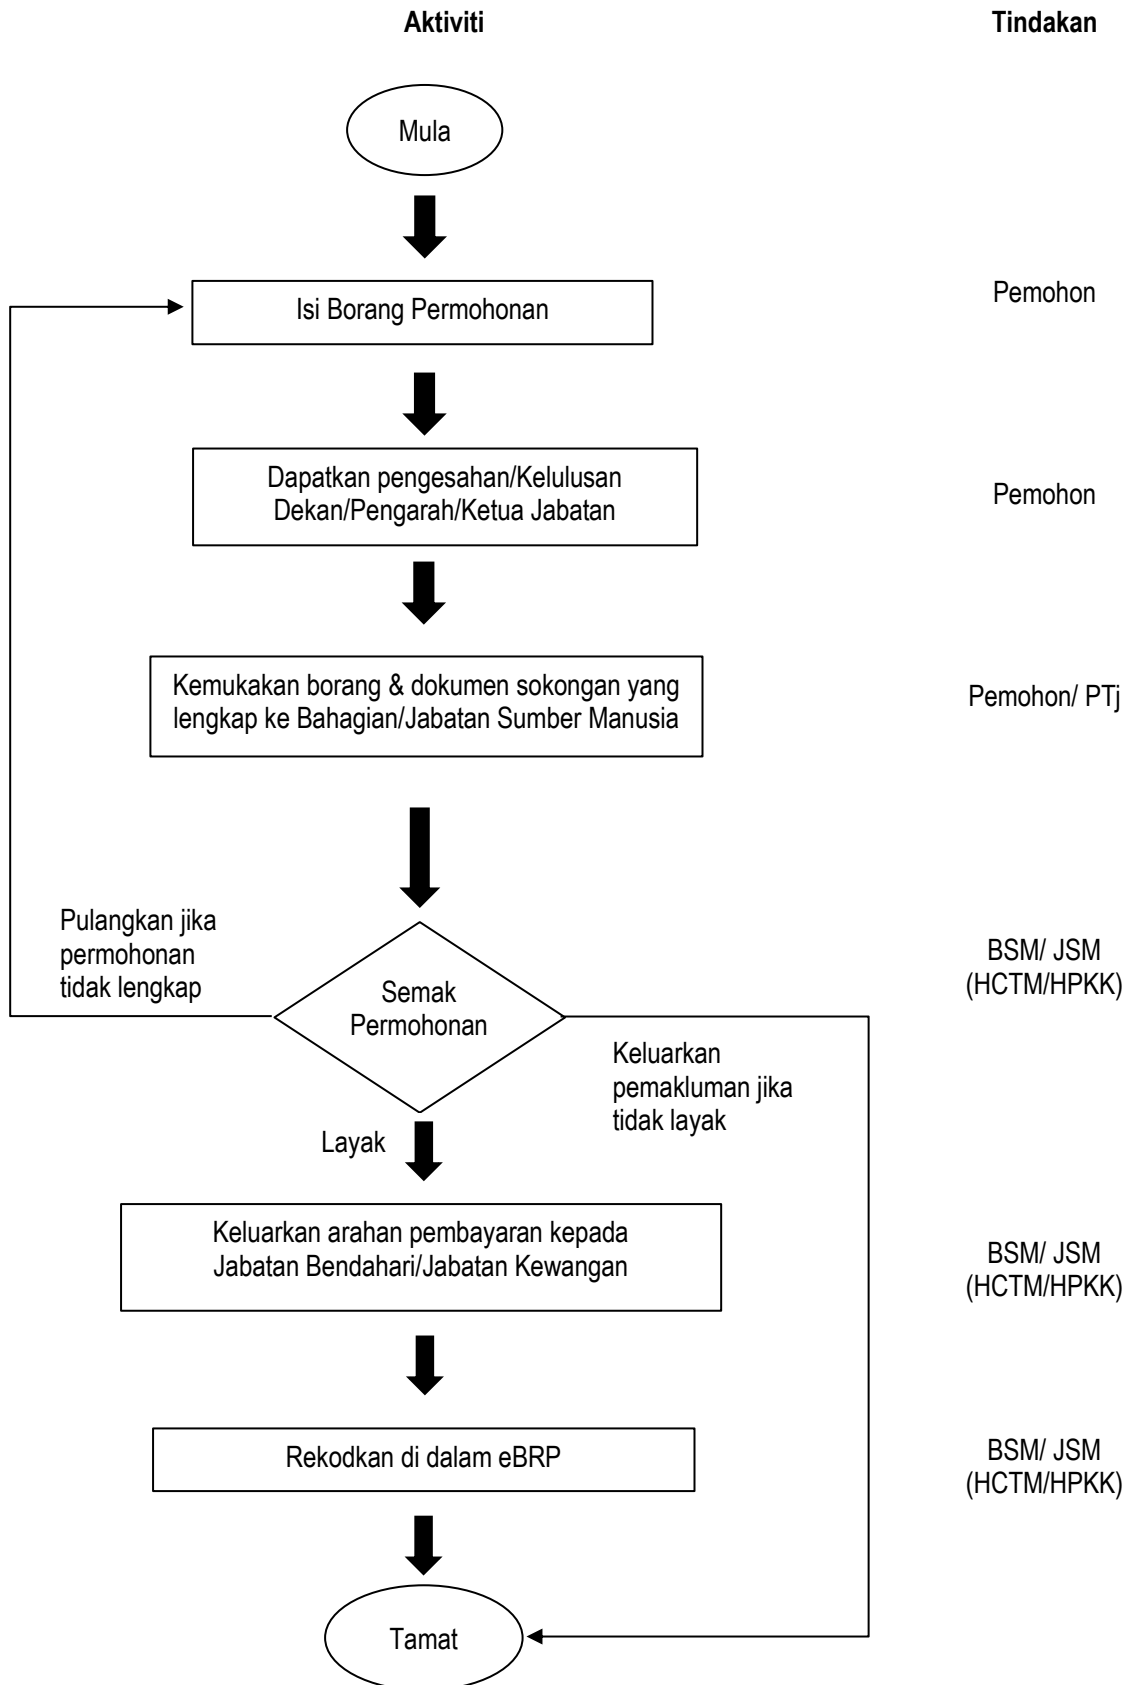 Aktiviti
Tindakan
Mula
Isi Borang Permohonan
Pemohon
Dapatkan pengesahan/Kelulusan
Dekan/Pengarah/Ketua Jabatan
Pemohon
Kemukakan borang & dokumen sokongan yang
lengkap ke Bahagian/Jabatan Sumber Manusia
Pemohon/ PTj
Pulangkan jika
permohonan
tidak lengkap
Semak
Permohonan
BSM/ JSM
(HCTM/HPKK)
Keluarkan
pemakluman jika
tidak layak
Layak
Keluarkan arahan pembayaran kepada
Jabatan Bendahari/Jabatan Kewangan
BSM/ JSM
(HCTM/HPKK)
Rekodkan di dalam eBRP
BSM/ JSM
(HCTM/HPKK)
Tamat